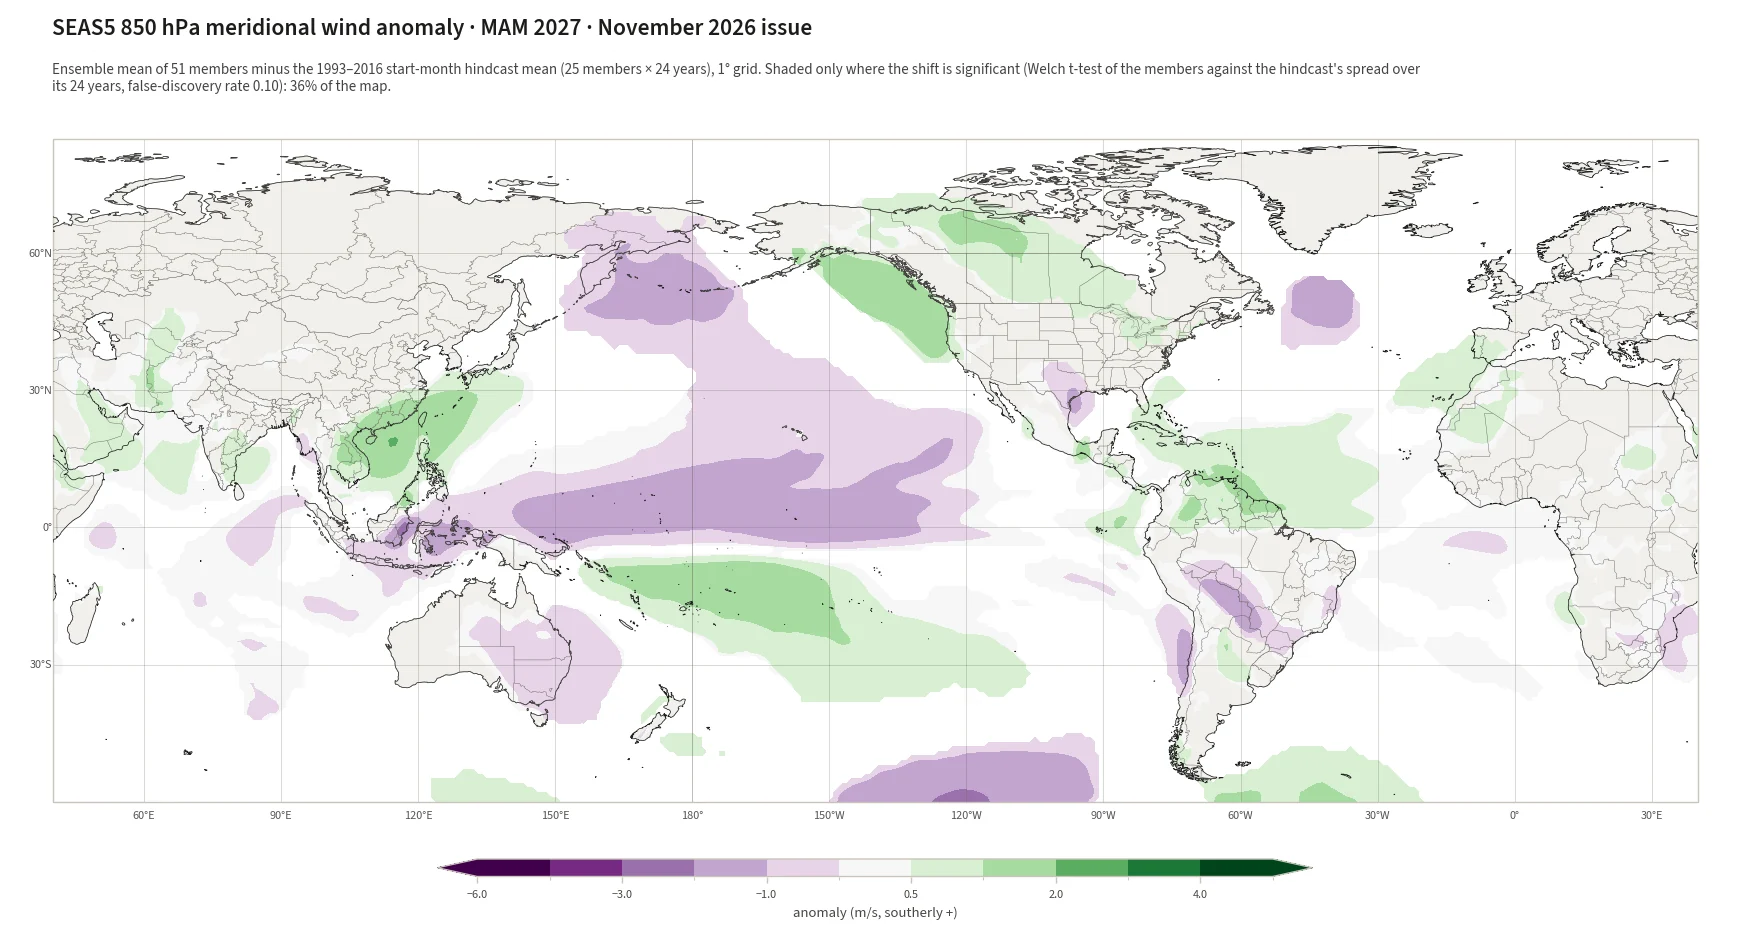 SEAS5 850 hPa meridional wind anomaly · MAM 2027 · November 2026 issue
Ensemble mean of 51 members minus the 1993–2016 start-month hindcast mean (25 members × 24 years), 1° grid. Shaded only where the shift is significant (Welch t-test of the members against the hindcast's spread over
its 24 years, false-discovery rate 0.10): 36% of the map.
60°N
30°N
0°
30°S
60°E 90°E 120°E 150°E 180° 150°W 120°W 90°W 60°W 30°W 0° 30°E
−6.0 −3.0 −1.0 0.5 2.0 4.0
anomaly (m/s, southerly +)